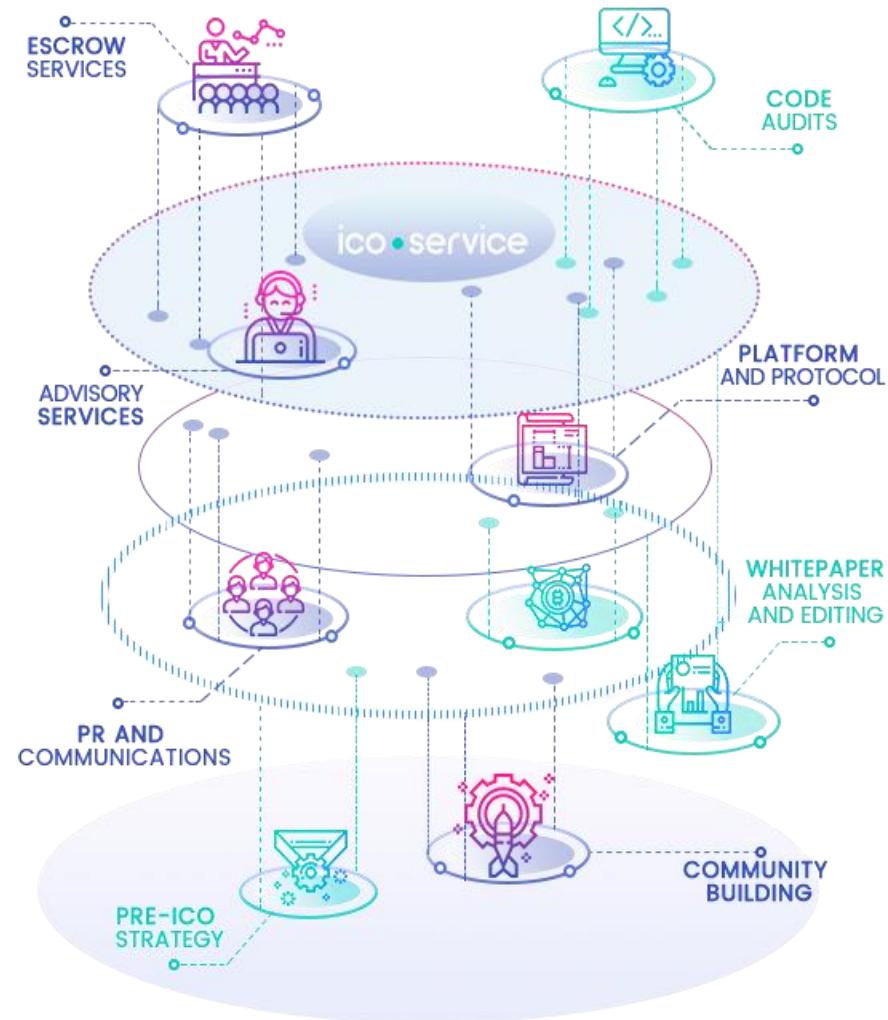 ESCROW
SERVICES
</>...
CODE
AUDITS
ico•service
PLATFORM
AND PROTOCOL
ADVISORY
SERVICES
WHITEPAPER
ANALYSIS
AND EDITING
PR AND
COMMUNICATIONS
COMMUNITY
BUILDING
PRE-ICO
STRATEGY